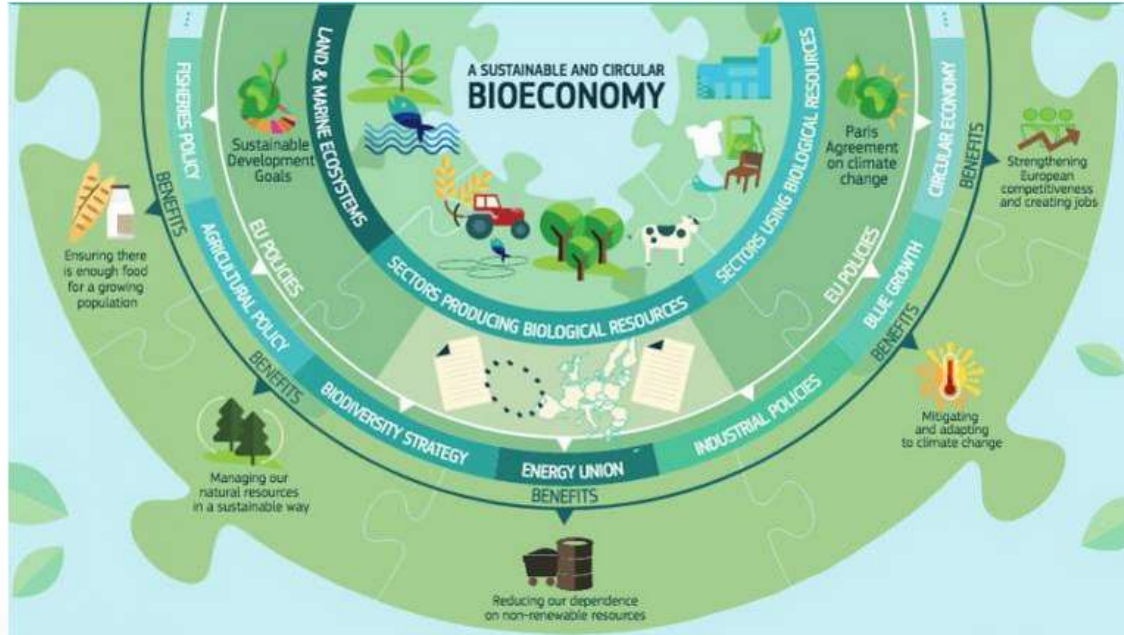 A SUSTAINABLE AND CIRCULAR
BIOECONOMY
LAND & MARINE ECOSYSTEMS
SECTORS PRODUCING BIOLOGICAL RESOURCES
SECTORS USING BIOLOGICAL RESOURCES
Sustainable
Development
Goals
Paris
Agreement
on climate
change
EU POLICIES
EU POLICIES
...
FISHERIES POLICY
AGRICULTURAL POLICY
BIODIVERSITY STRATEGY
ENERGY UNION
INDUSTRIAL POLICIES
BLUE GROWTH
CIRCULAR ECONOMY
...
BENEFITS
Ensuring there
is enough food
for a growing
population
BENEFITS
Managing our
natural resources
in a sustainable way
BENEFITS
Reducing our dependence
on non-renewable resources
BENEFITS
Mitigating
and adapting
to climate change
BENEFITS
Strengthening
European
competitiveness
and creating jobs